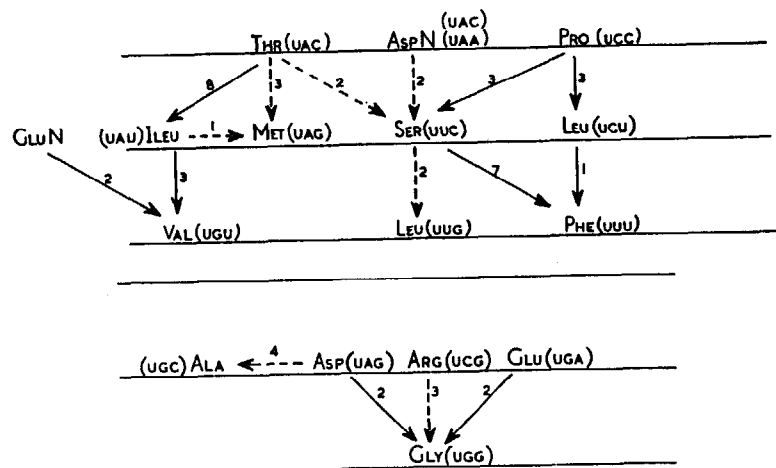 (UAC)
THR(UAC) ASPN (UAA) PRO (UCC)
8 3 2 2 3 3
GLUN (UAU)ILEU 1 MET(UAG) SER(UUC) LEU(UCU)
2 3 2 7 1
VAL(UGU) LEU(UUG) PHE(UUU)
(UGC) ALA 4 ASP(UAG) ARG(UCG) GLU(UGA)
2 3 2
GLY(UGG)